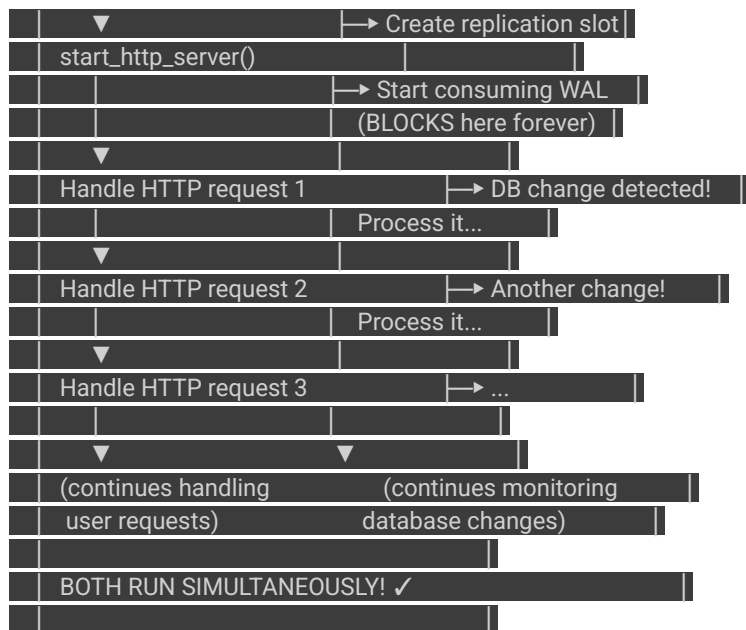 │ ▼ ├─▶ Create replication slot│
│ start_http_server() │ │
│ │ ├─▶ Start consuming WAL │
│ │ │ (BLOCKS here forever) │
│ ▼ │ │
│ Handle HTTP request 1 ├─▶ DB change detected! │
│ │ │ Process it... │
│ ▼ │ │
│ Handle HTTP request 2 ├─▶ Another change! │
│ │ │ Process it... │
│ ▼ │ │
│ Handle HTTP request 3 ├─▶ ... │
│ │ │ │
│ ▼ ▼ │
│ (continues handling (continues monitoring │
│ user requests) database changes) │
│ │
│ BOTH RUN SIMULTANEOUSLY! ✓ │
│ │